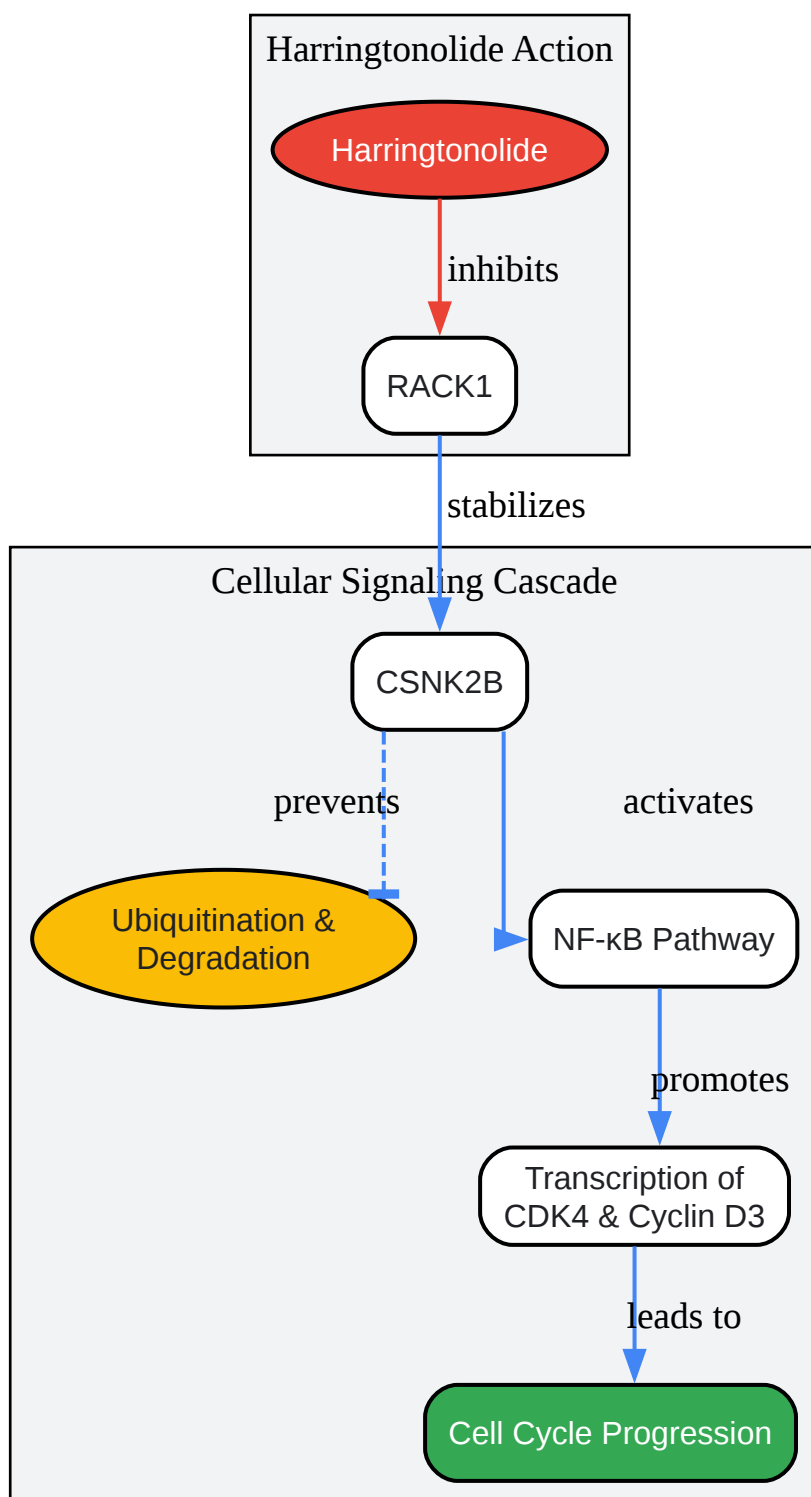 Harringtonolide Action
Harringtonolide
inhibits
RACK1
stabilizes
Cellular Signaling Cascade
CSNK2B
prevents
activates
Ubiquitination &
Degradation
NF-κB Pathway
promotes
Transcription of
CDK4 & Cyclin D3
leads to
Cell Cycle Progression